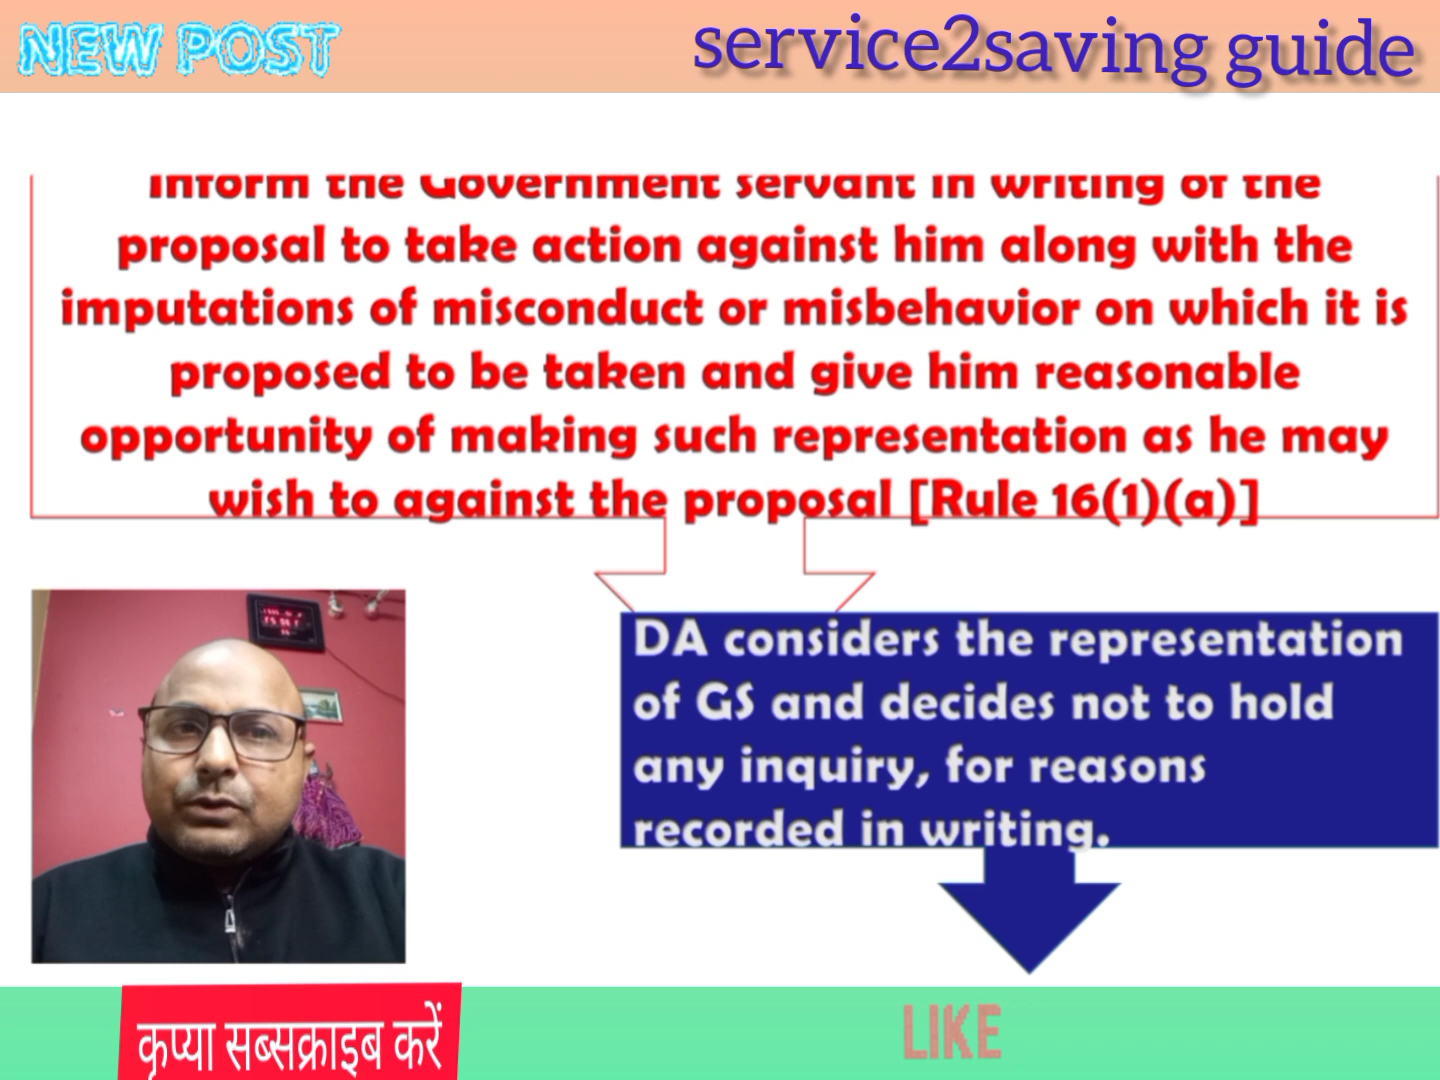 NEW POST
service2saving guide
Inform the Government servant in writing of the
proposal to take action against him along with the
imputations of misconduct or misbehavior on which it is
proposed to be taken and give him reasonable
opportunity of making such representation as he may
wish to against the proposal [Rule 16(1)(a)]
DA considers the representation
of GS and decides not to hold
any inquiry, for reasons
recorded in writing.
कृप्या सब्सक्राइब करें
LIKE